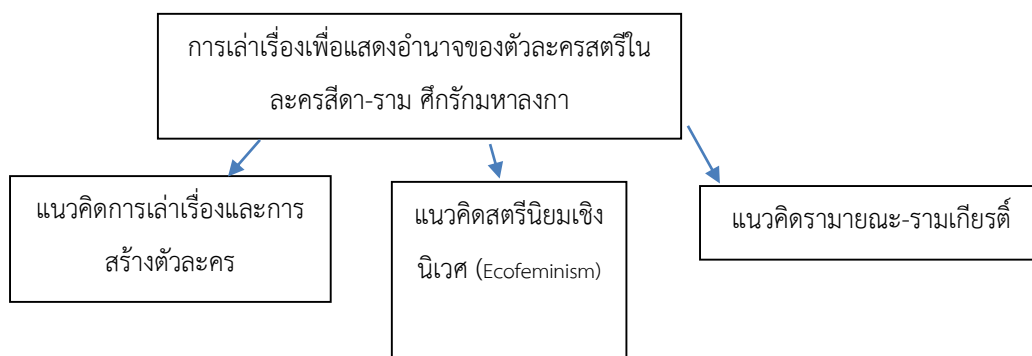 การเล่าเรื่องเพื่อแสดงอำนาจของตัวละครสตรีใน
ละครสีดา-ราม ศึกรักมหาลงกา
แนวคิดการเล่าเรื่องและการ
สร้างตัวละคร
แนวคิดสตรีนิยมเชิง
นิเวศ (Ecofeminism)
แนวคิดรามายณะ-รามเกียรติ์